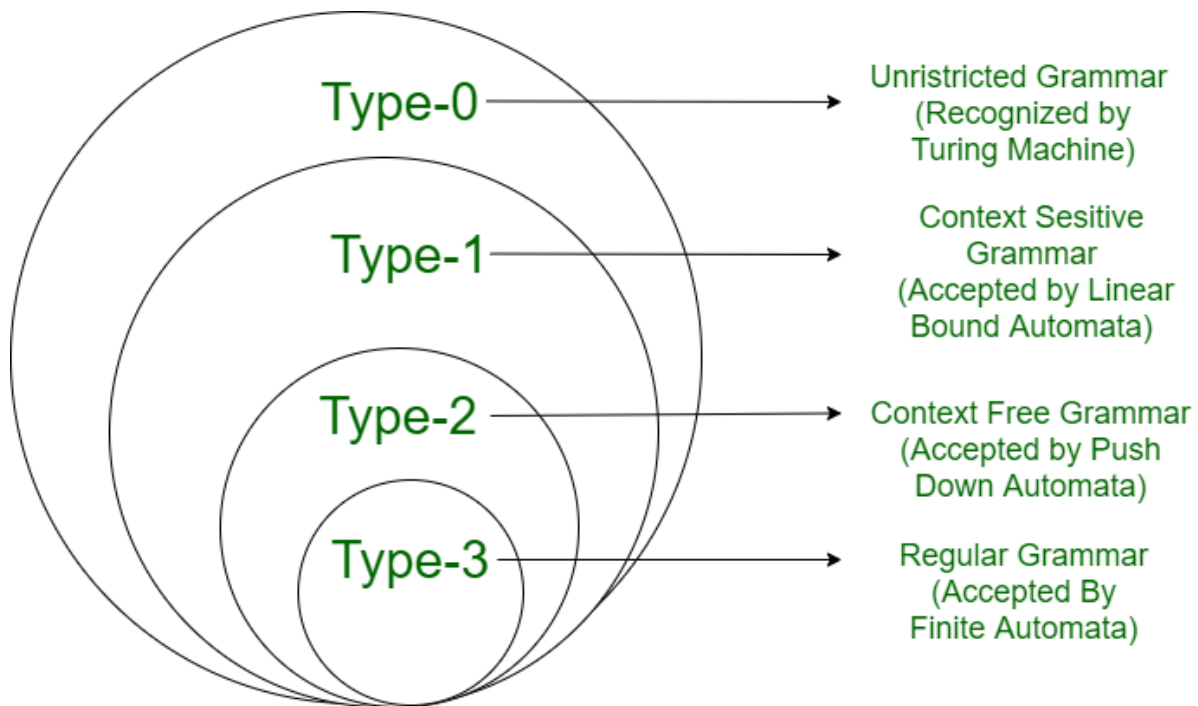 Type-0
Unristricted Grammar
(Recognized by
Turing Machine)
Type-1
Context Sesitive
Grammar
(Accepted by Linear
Bound Automata)
Type-2
Context Free Grammar
(Accepted by Push
Down Automata)
Type-3
Regular Grammar
(Accepted By
Finite Automata)